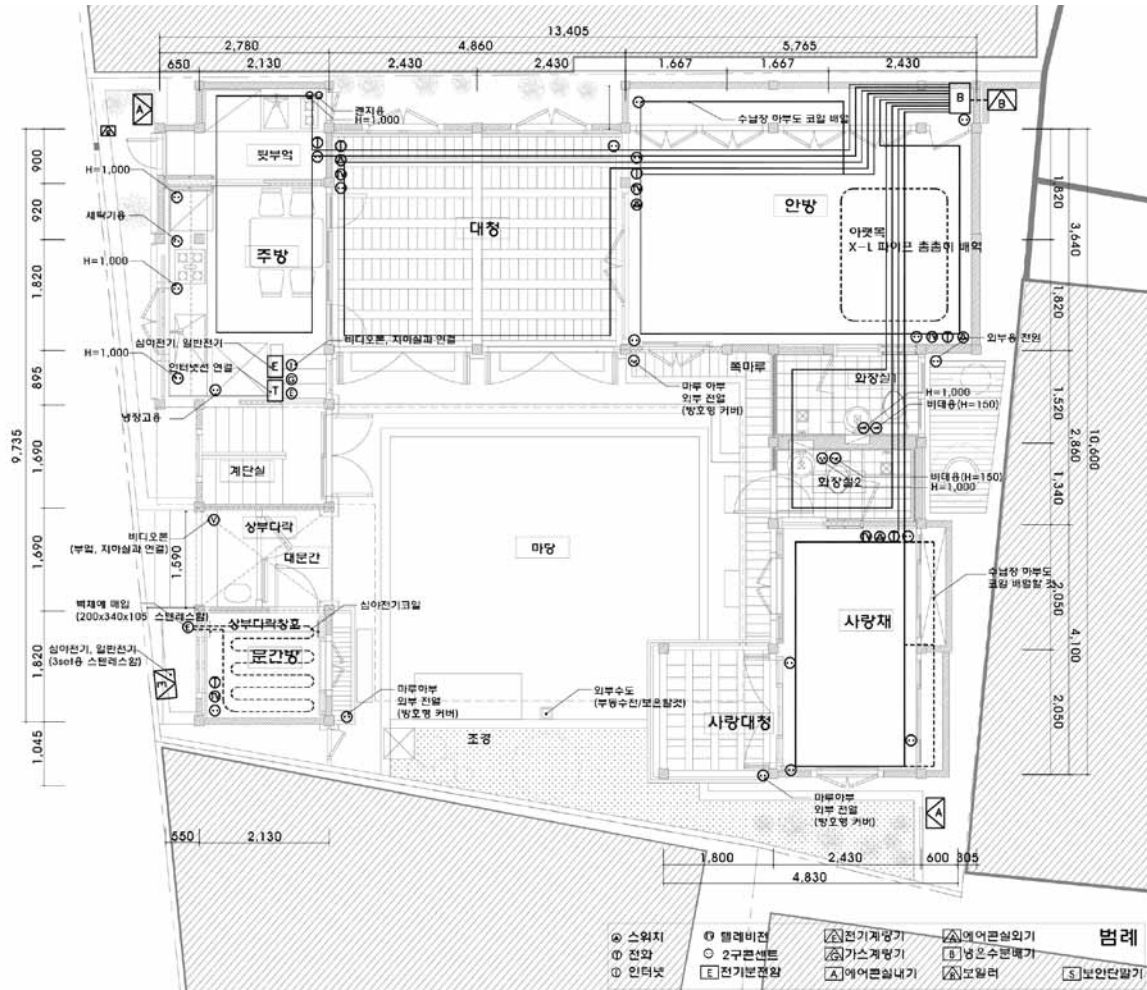 13,405
2,780
4,860
5,765
650
2,130
2,430
2,430
1,667
1,667
2,430
A
B
B
렌지용
H=1,000
수납장 하부도 코일 배열
뒷부엌
H=1,000
세탁기용
H=1,000
주방
대청
안방
아랫목
X-L 파이프 촘촘히 배열
900
920
1,820
895
1,690
1,690
1,820
1,045
9,735
1,820
1,820
3,640
1,520
1,340
2,860
2,050
2,050
4,100
10,600
심야전기, 일반전기
비디오폰, 지하실과 연결
인터넷선 연결
H=1,000
냉장고용
E
T
외부용 전원
쪽마루
마루 하부
외부 전열
(방호형 커버)
화장실1
H=1,000
비데용(H=150)
화장실2
비데용(H=150)
H=1,000
계단실
상부다락
대문간
비디오폰
(부엌, 지하실과 연결)
1,590
마당
벽체에 매입
(200x340x105 스텐레스함)
심야전기코일
상부다락창호
문간방
심야전기, 일반전기
(3set용 스텐레스함)
E
마루하부
외부 전열
(방호형 커버)
외부수도
(부동수전/보온할것)
조경
사랑채
사랑대청
수납장 하부도
코일 배열할 것
마루하부
외부 전열
(방호형 커버)
A
550
2,130
1,800
2,430
600
305
4,830
범례
스위치
텔레비전
전기계량기
에어콘실외기
전화
2구콘센트
가스계량기
냉온수분배기
인터넷
전기분전함
에어콘실내기
보일러
보안단말기